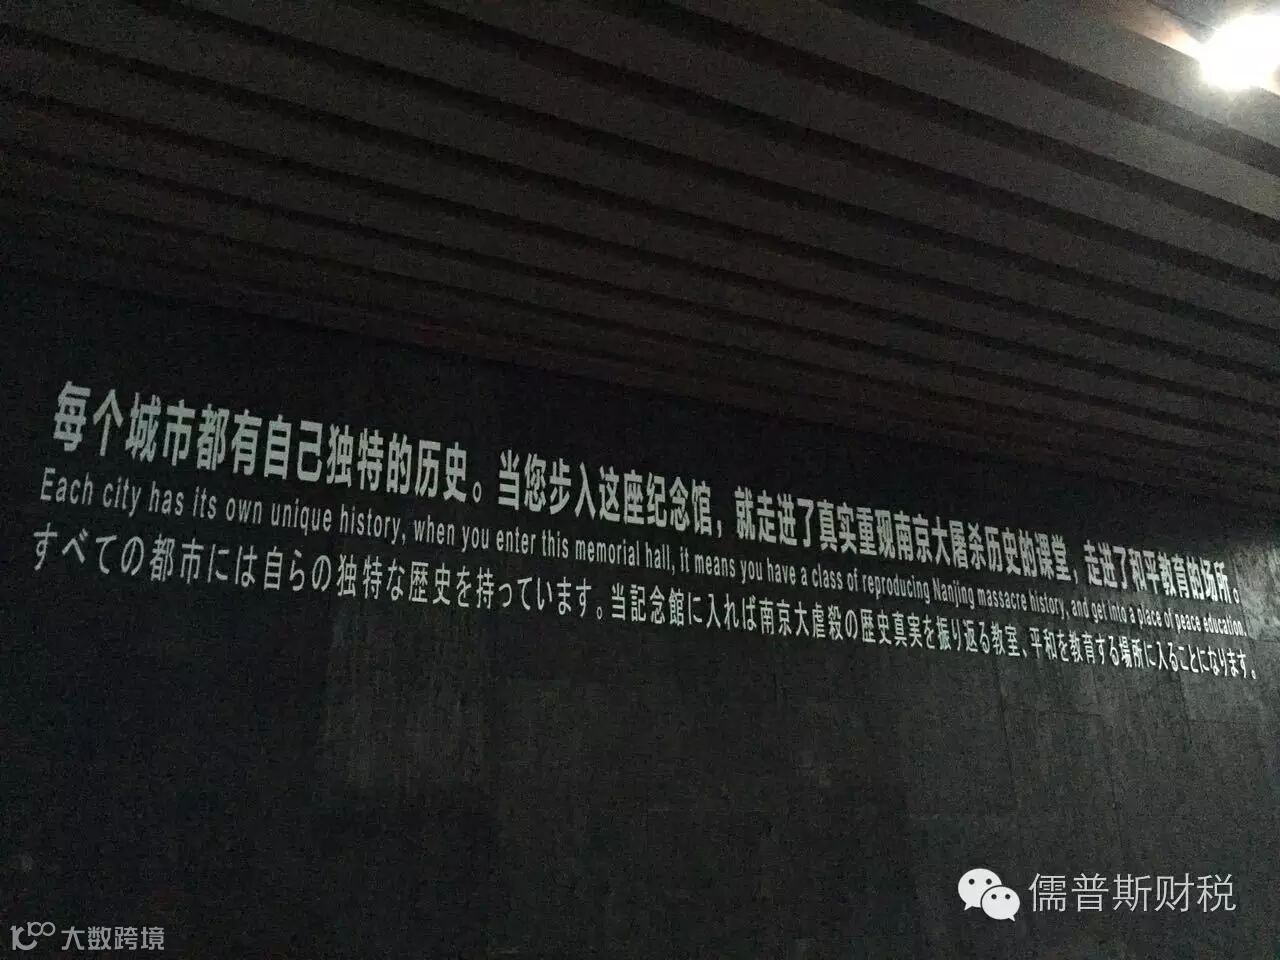 每个城市都有自己独特的历史。当您步入这座纪念馆，就走进了真实重现南京大屠杀历史的课堂，走进了和平教育的场所。
Each city has its own unique history, when you enter this memorial hall, it means you have a class of reproducing Nanjing massacre history, and get into a place of peace education.
すべての都市には自らの独特な歴史を持っています。当記念館に入れば南京大虐殺の歴史真実を振り返る教室、平和を教育する場所に入ることになります。
儒普斯财税
大数跨境